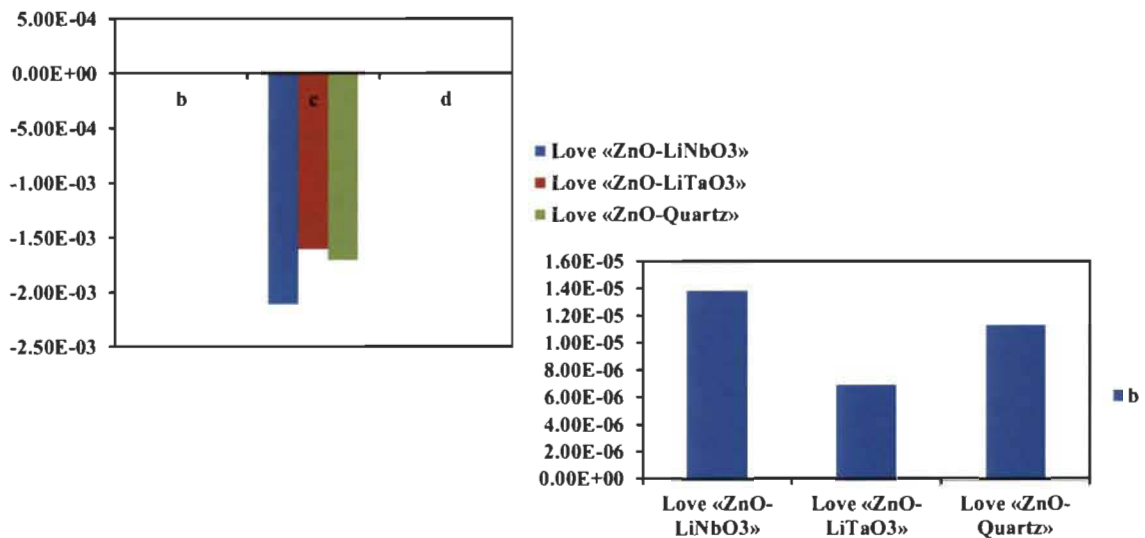 5.00E-04
0.00E+00
b
c
d
-5.00E-04
-1.00E-03
-1.50E-03
-2.00E-03
-2.50E-03
Love «ZnO-LiNbO3»
Love «ZnO-LiTaO3»
Love «ZnO-Quartz»
1.60E-05
1.40E-05
1.20E-05
1.00E-05
8.00E-06
6.00E-06
4.00E-06
2.00E-06
0.00E+00
b
Love «ZnO-
LiNbO3»
Love «ZnO-
LiTaO3»
Love «ZnO-
Quartz»